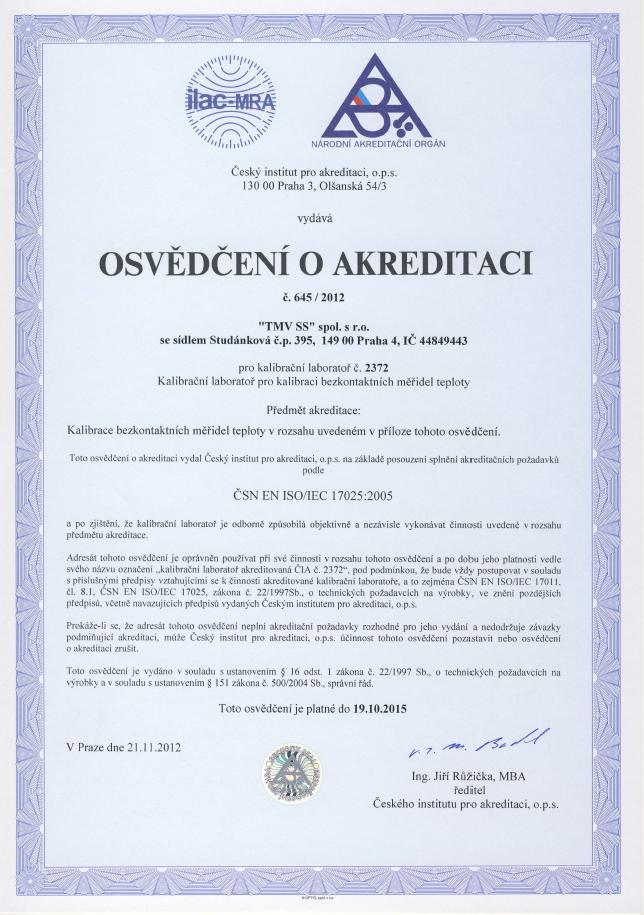 ilac-MRA
NÁRODNÍ AKREDITAČNÍ ORGÁN
Český institut pro akreditaci, o.p.s.
130 00 Praha 3, Olšanská 54/3
vydává
OSVĚDČENÍ O AKREDITACI
č. 645 / 2012
"TMV SS" spol. s r.o.
se sídlem Studánková č.p. 395, 149 00 Praha 4, IČ 44849443
pro kalibrační laboratoř č. 2372
Kalibrační laboratoř pro kalibraci bezkontaktních měřidel teploty
Předmět akreditace:
Kalibrace bezkontaktních měřidel teploty v rozsahu uvedeném v příloze tohoto osvědčení.
Toto osvědčení o akreditaci vydal Český institut pro akreditaci, o.p.s. na základě posouzení splnění akreditačních požadavků
podle
ČSN EN ISO/IEC 17025:2005
a po zjištění, že kalibrační laboratoř je odborně způsobilá objektivně a nezávisle vykonávat činnosti uvedené v rozsahu
předmětu akreditace.
Adresát tohoto osvědčení je oprávněn používat při své činnosti v rozsahu tohoto osvědčení a po dobu jeho platnosti vedle
svého názvu označení „kalibrační laboratoř akreditovaná ČIA č. 2372“, pod podmínkou, že bude vždy postupovat v souladu
s příslušnými předpisy vztahujícími se k činnosti akreditované kalibrační laboratoře, a to zejména ČSN EN ISO/IEC 17011,
čl. 8.1, ČSN EN ISO/IEC 17025, zákona č. 22/1997Sb., o technických požadavcích na výrobky, ve znění pozdějších
předpisů, včetně navazujících předpisů vydaných Českým institutem pro akreditaci, o.p.s.
Prokáže-li se, že adresát tohoto osvědčení neplní akreditační požadavky rozhodné pro jeho vydání a nedodržuje závazky
podmiňující akreditaci, může Český institut pro akreditaci, o.p.s. účinnost tohoto osvědčení pozastavit nebo osvědčení
o akreditaci zrušit.
Toto osvědčení je vydáno v souladu s ustanovením § 16 odst. 1 zákona č. 22/1997 Sb., o technických požadavcích na
výrobky a v souladu s ustanovením § 151 zákona č. 500/2004 Sb., správní řád.
Toto osvědčení je platné do 19.10.2015
V Praze dne 21.11.2012
Ing. Jiří Růžička, MBA
ředitel
Českého institutu pro akreditaci, o.p.s.